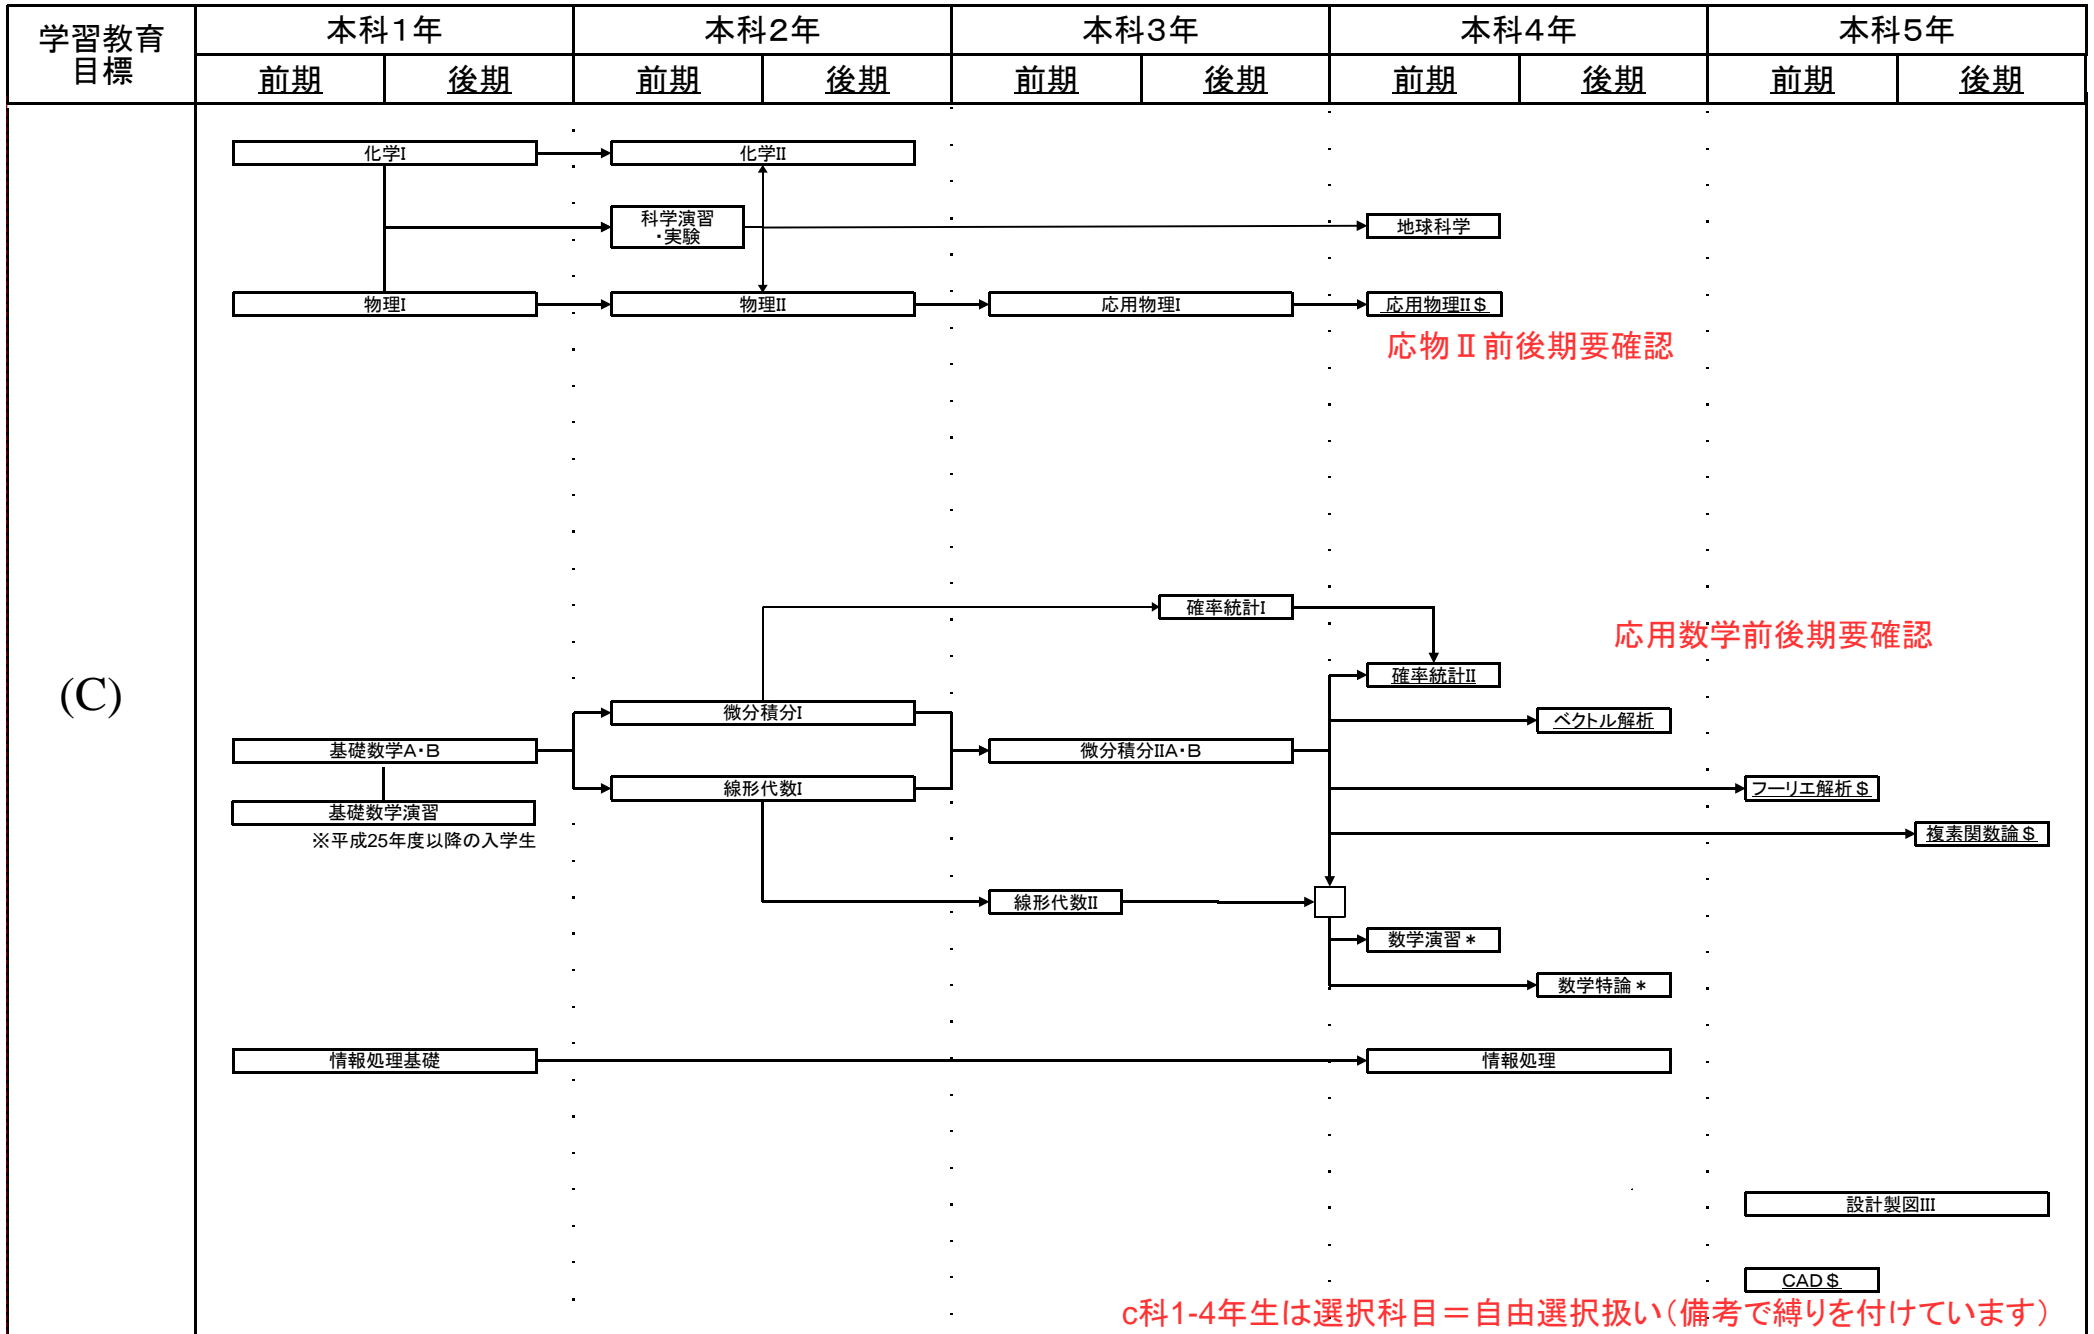 学習教育
目標
本科1年
本科2年
本科3年
本科4年
本科5年
前期
後期
前期
後期
前期
後期
前期
後期
前期
後期
(C)
化学I
化学II
科学演習
・実験
地球科学
物理I
物理II
応用物理I
応用物理II＄
応物Ⅱ前後期要確認
確率統計I
応用数学前後期要確認
確率統計II
微分積分I
ベクトル解析
基礎数学A・B
微分積分IIA・B
線形代数I
フーリエ解析＄
基礎数学演習
※平成25年度以降の入学生
複素関数論＄
線形代数II
数学演習＊
数学特論＊
情報処理基礎
情報処理
設計製図III
CAD＄
c科1-4年生は選択科目＝自由選択扱い（備考で縛りを付けています）